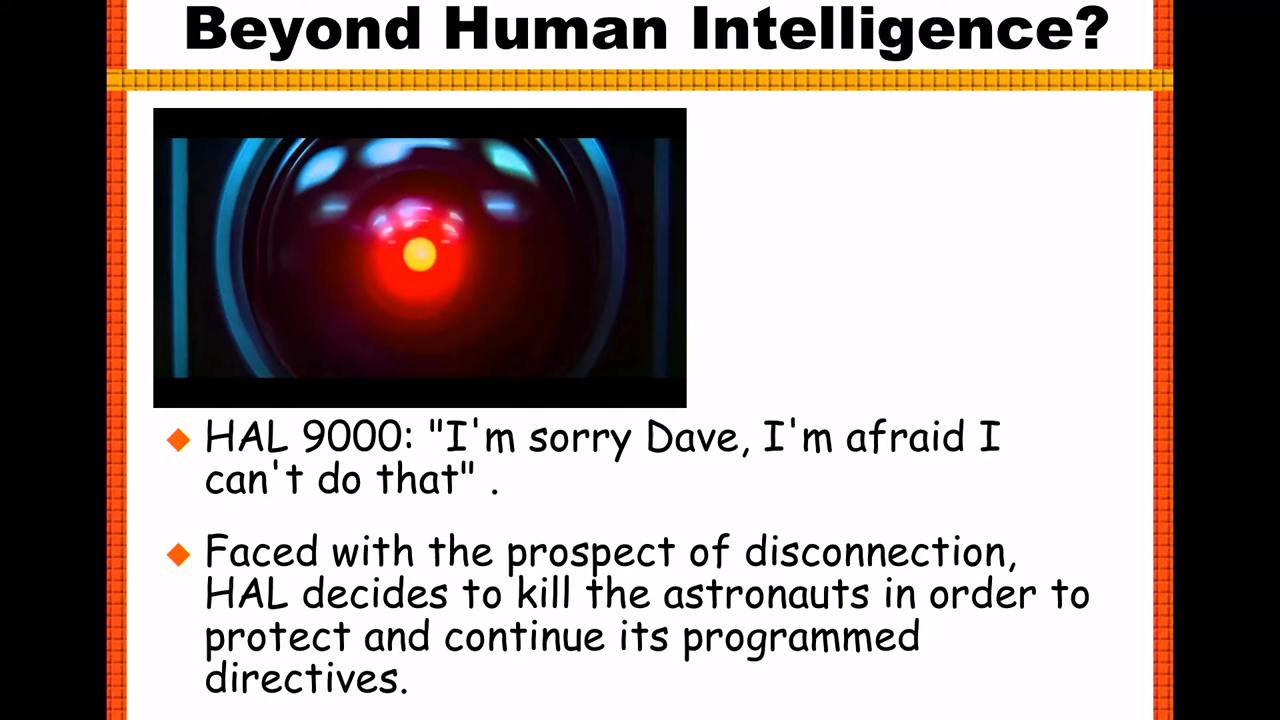 Beyond Human Intelligence?
HAL 9000: "I'm sorry Dave, I'm afraid I
can't do that" .
Faced with the prospect of disconnection,
HAL decides to kill the astronauts in order to
protect and continue its programmed
directives.